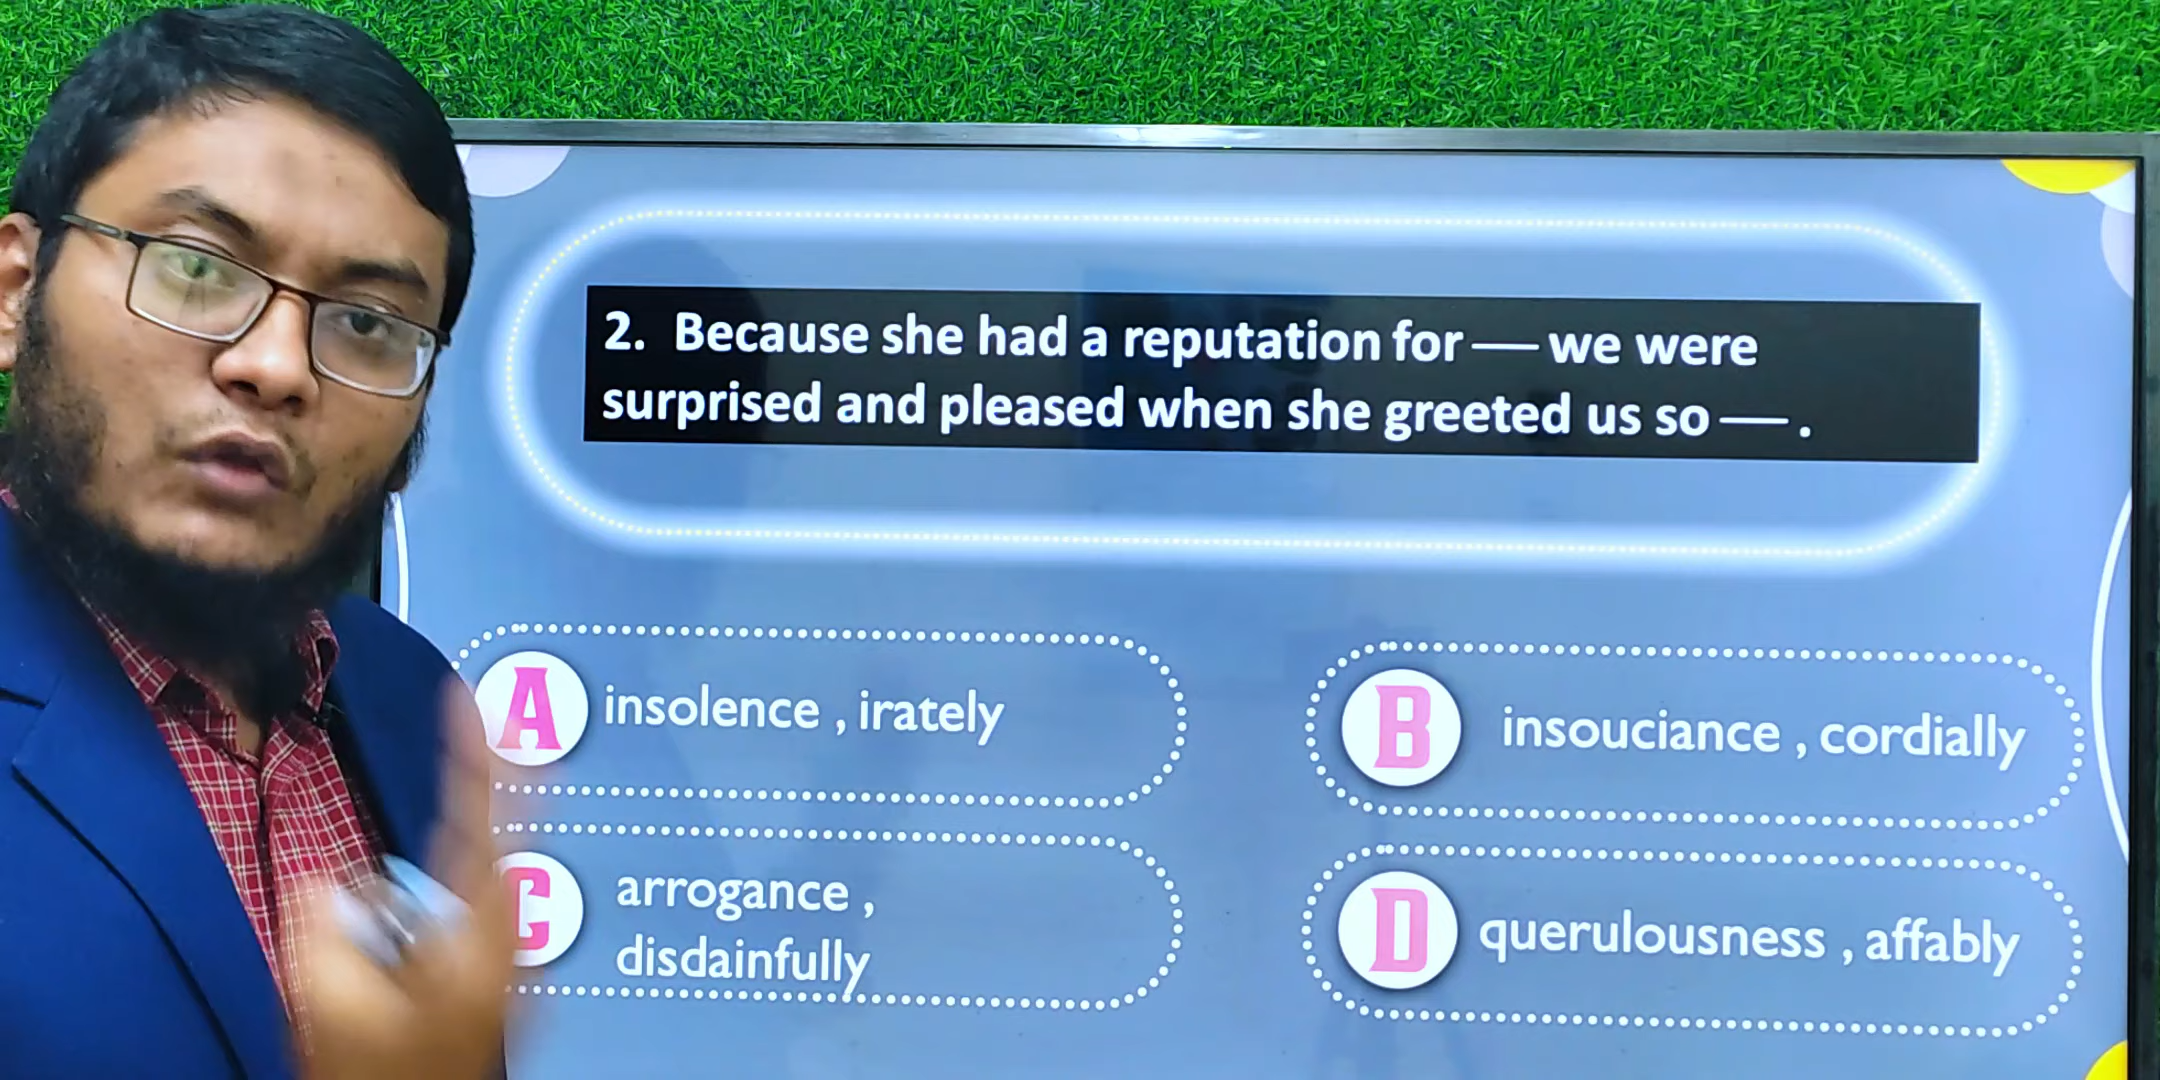 2. Because she had a reputation for — we were
surprised and pleased when she greeted us so — .
A insolence , irately
B insouciance , cordially
C arrogance ,
disdainfully
D querulousness , affably